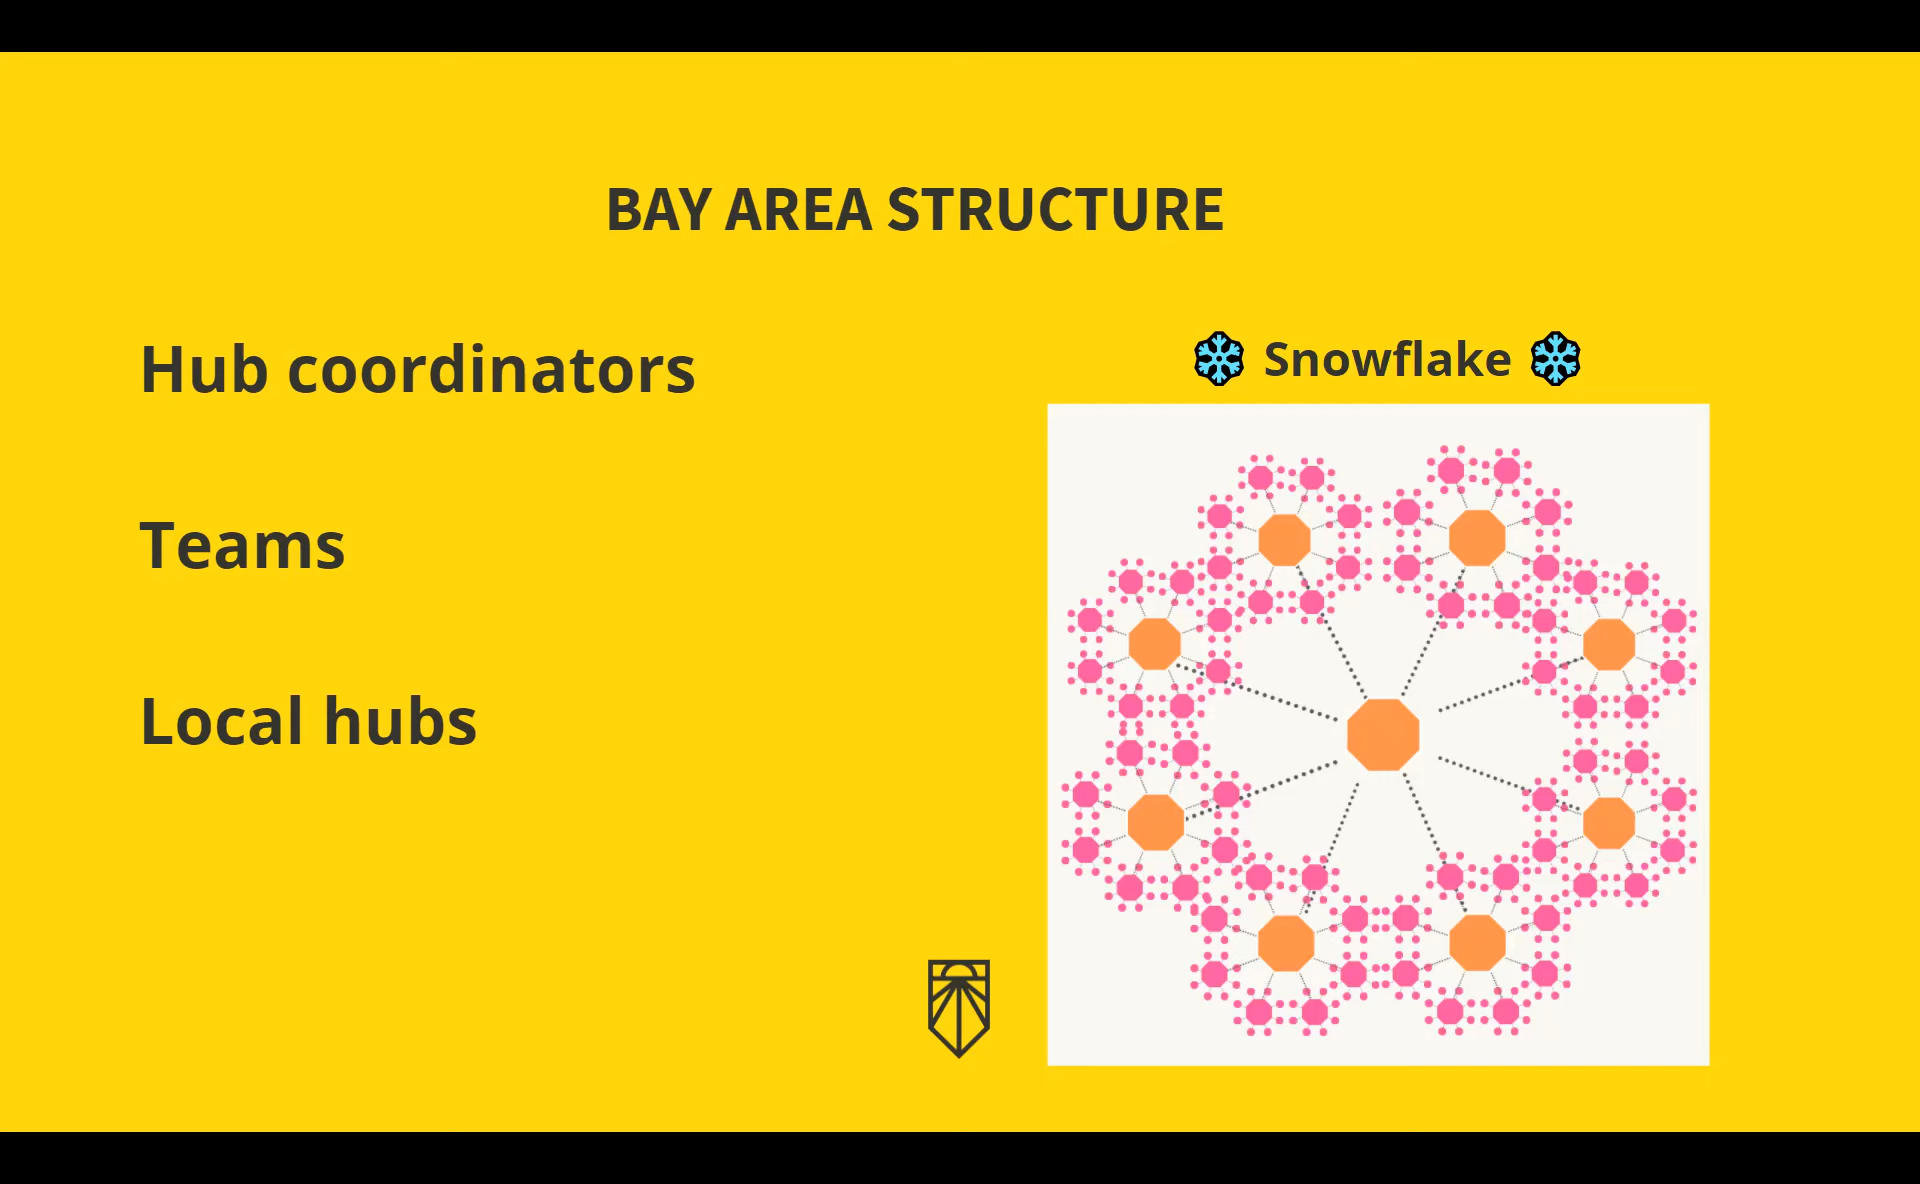 BAY AREA STRUCTURE
Hub coordinators
Teams
Local hubs
❄ Snowflake ❄